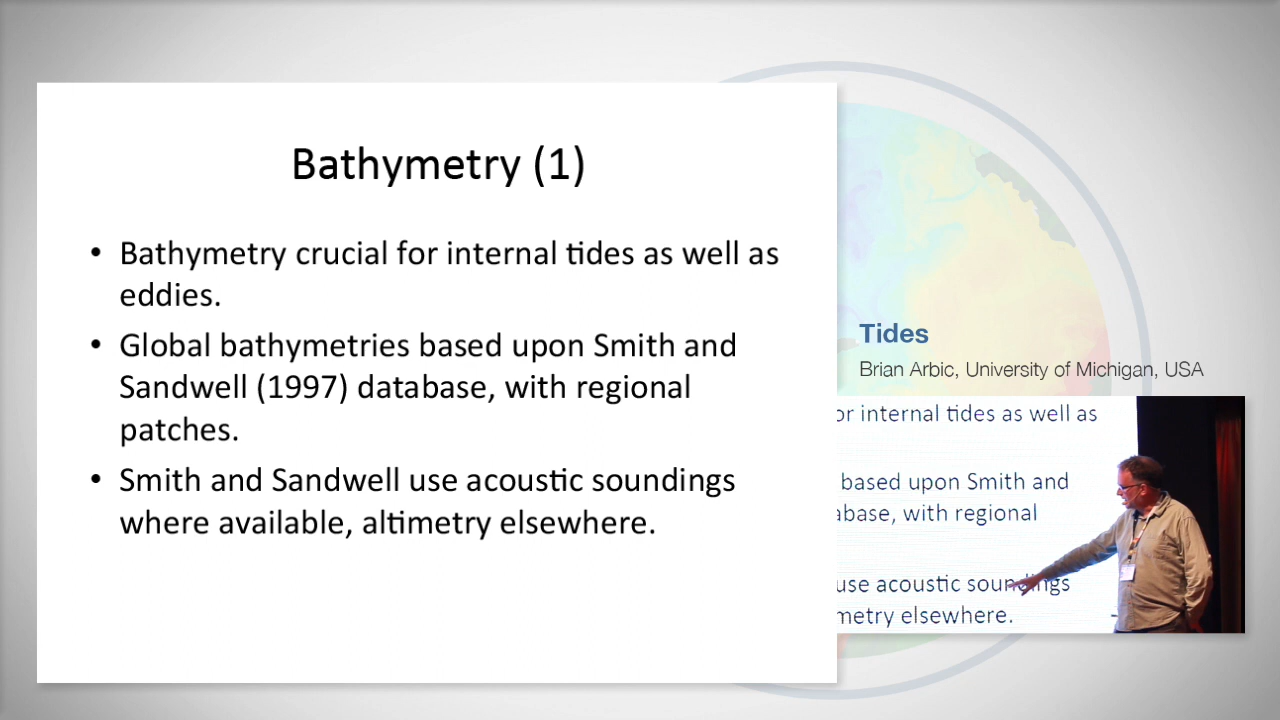 Bathymetry (1)
• Bathymetry crucial for internal tides as well as
eddies.
• Global bathymetries based upon Smith and
Sandwell (1997) database, with regional
patches.
• Smith and Sandwell use acoustic soundings
where available, altimetry elsewhere.
Tides
Brian Arbic, University of Michigan, USA
or internal tides as well as
based upon Smith and
abase, with regional
use acoustic soundings
metry elsewhere.